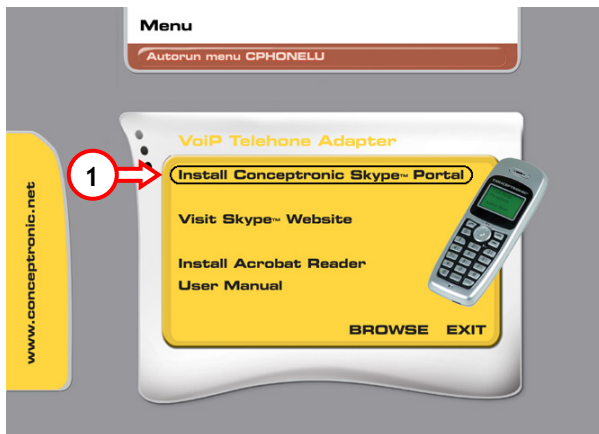 Menu
Autorun menu CPHONELU
VoiP Telehone Adapter
1
Install Conceptronic Skype™ Portal
Visit Skype™ Website
Install Acrobat Reader
User Manual
BROWSE EXIT
www.conceptronic.net
CONCEPTRONIC